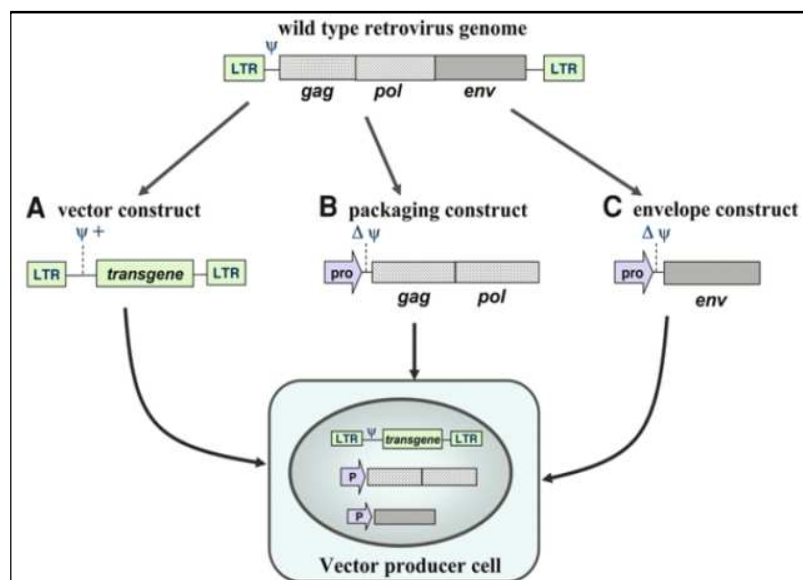 wild type retrovirus genome
ψ
LTR
LTR
gag pol env
A vector construct
ψ +
LTR transgene LTR
B packaging construct
Δ ψ
pro
gag pol
C envelope construct
Δ ψ
pro
env
LTR ψ transgene LTR
P
P
Vector producer cell